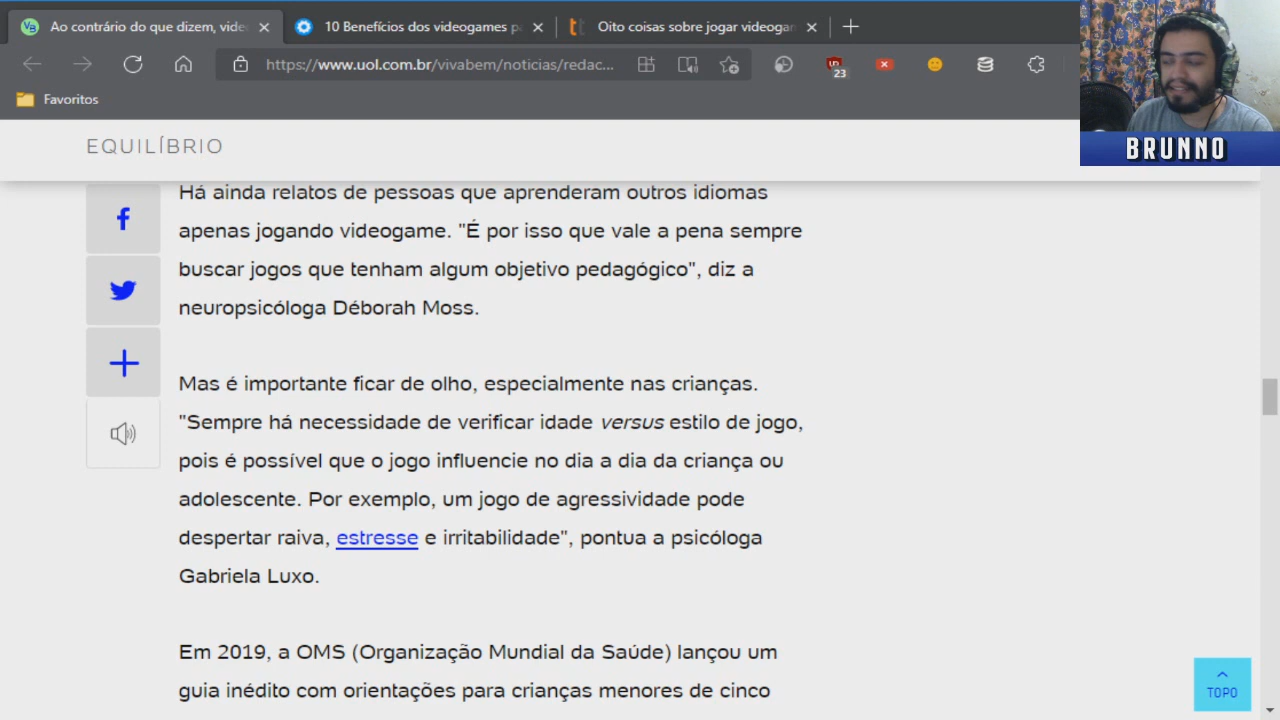 Ao contrário do que dizem, vide
10 Benefícios dos videogames pa
Oito coisas sobre jogar videogam
https://www.uol.com.br/vivabem/noticias/redac...
23
Favoritos
BRUNNO
EQUILÍBRIO
Há ainda relatos de pessoas que aprenderam outros idiomas
apenas jogando videogame. "É por isso que vale a pena sempre
buscar jogos que tenham algum objetivo pedagógico", diz a
neuropsicóloga Déborah Moss.
Mas é importante ficar de olho, especialmente nas crianças.
"Sempre há necessidade de verificar idade versus estilo de jogo,
pois é possível que o jogo influencie no dia a dia da criança ou
adolescente. Por exemplo, um jogo de agressividade pode
despertar raiva, estresse e irritabilidade", pontua a psicóloga
Gabriela Luxo.
Em 2019, a OMS (Organização Mundial da Saúde) lançou um
guia inédito com orientações para crianças menores de cinco
TOPO